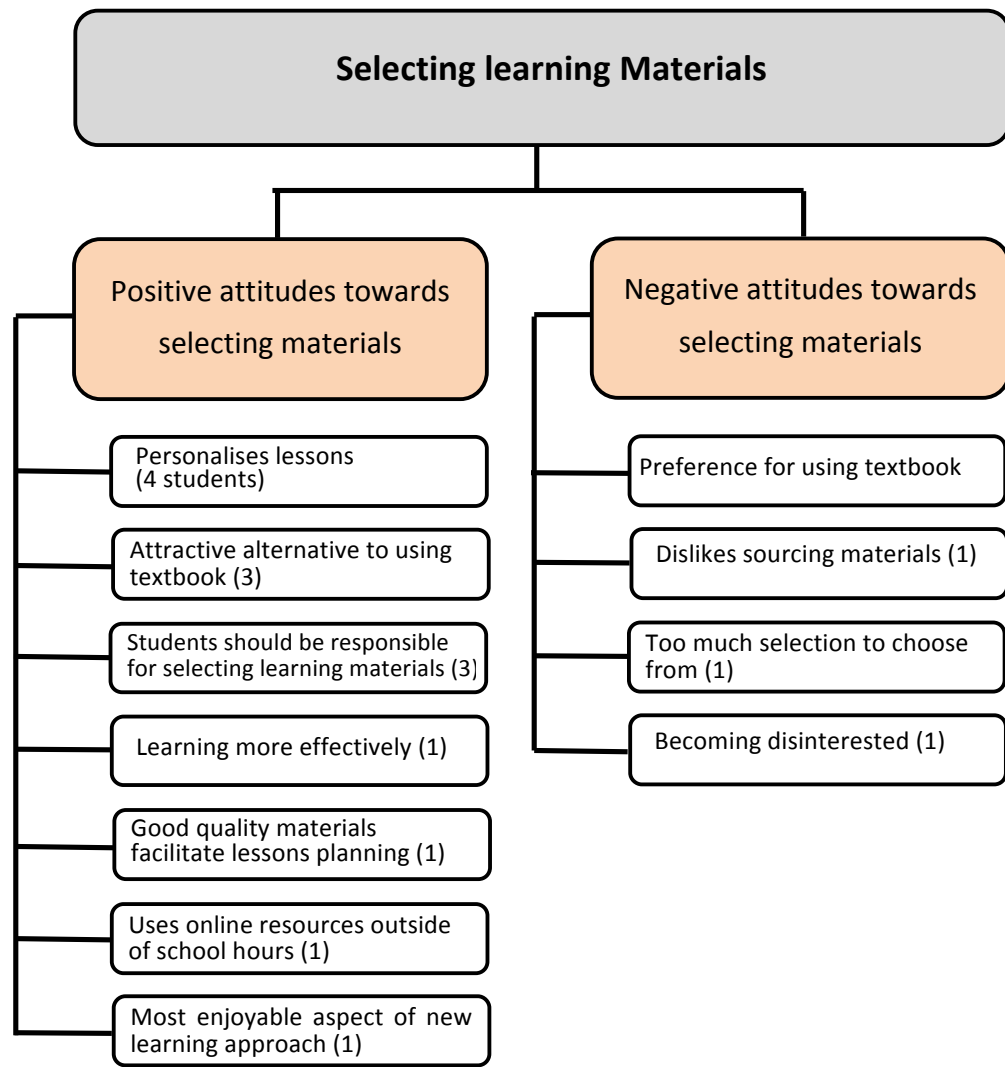 Selecting learning Materials
Positive attitudes towards
selecting materials
Personalises lessons
(4 students)
Attractive alternative to using
textbook (3)
Students should be responsible
for selecting learning materials (3)
Learning more effectively (1)
Good quality materials
facilitate lessons planning (1)
Uses online resources outside
of school hours (1)
Most enjoyable aspect of new
learning approach (1)
Negative attitudes towards
selecting materials
Preference for using textbook
Dislikes sourcing materials (1)
Too much selection to choose
from (1)
Becoming disinterested (1)